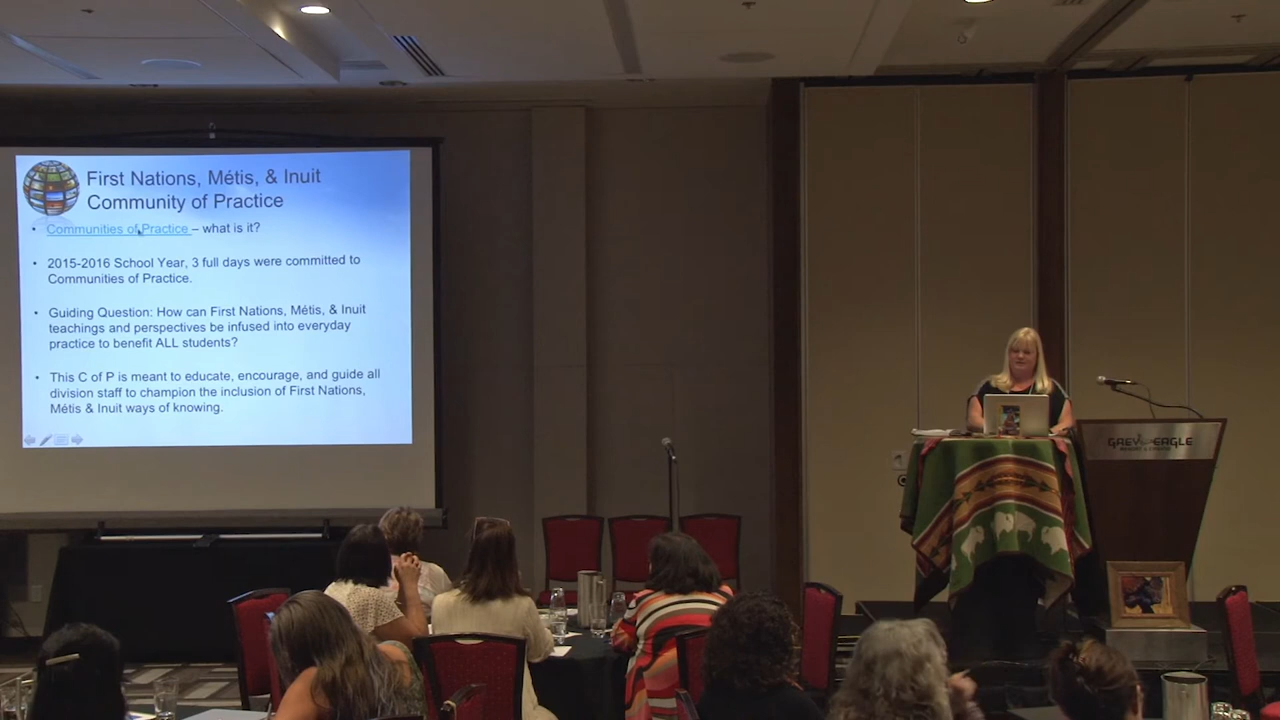 First Nations, Métis, & Inuit
Community of Practice
• Communities of Practice – what is it?
• 2015-2016 School Year, 3 full days were committed to
Communities of Practice.
• Guiding Question: How can First Nations, Métis, & Inuit
teachings and perspectives be infused into everyday
practice to benefit ALL students?
• This C of P is meant to educate, encourage, and guide all
division staff to champion the inclusion of First Nations,
Métis & Inuit ways of knowing.
GREY EAGLE
RESORT & CASINO